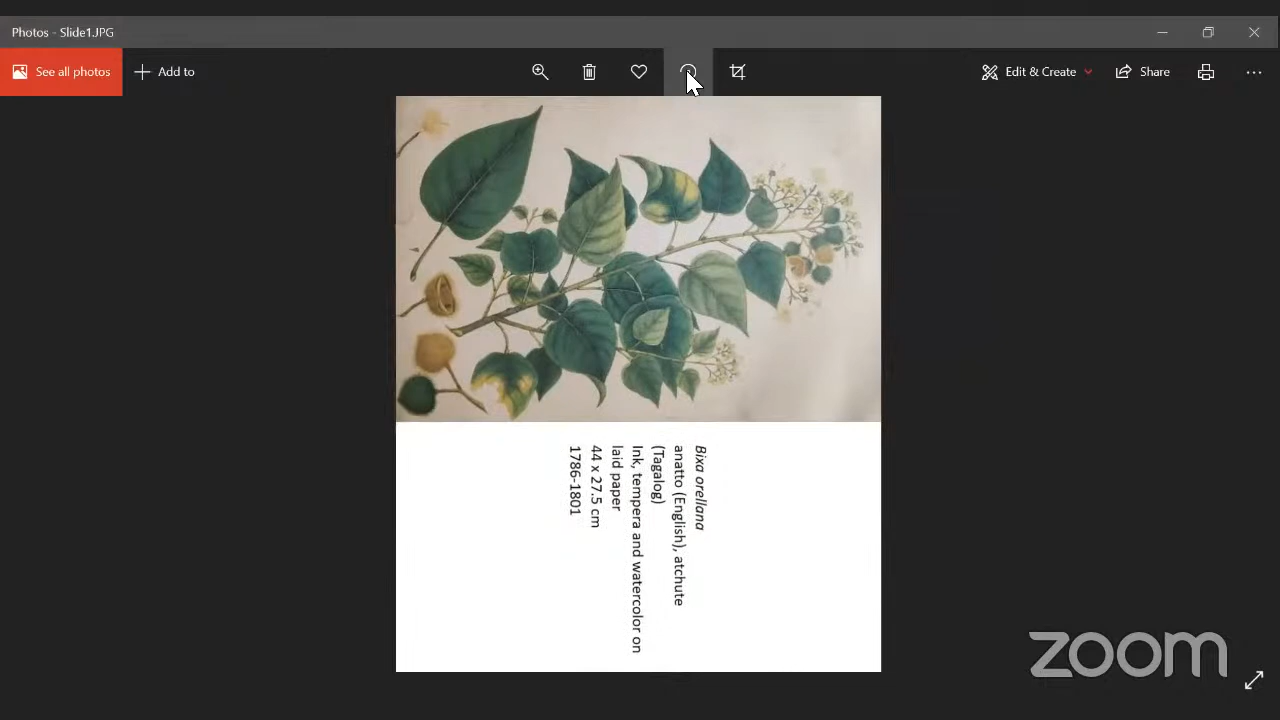 Photos - Slide1.JPG
See all photos
Add to
Edit & Create
Share
Bixa orellana
anatto (English), atchute
(Tagalog)
Ink, tempera and watercolor on
laid paper
44 x 27.5 cm
1786-1801
zoom